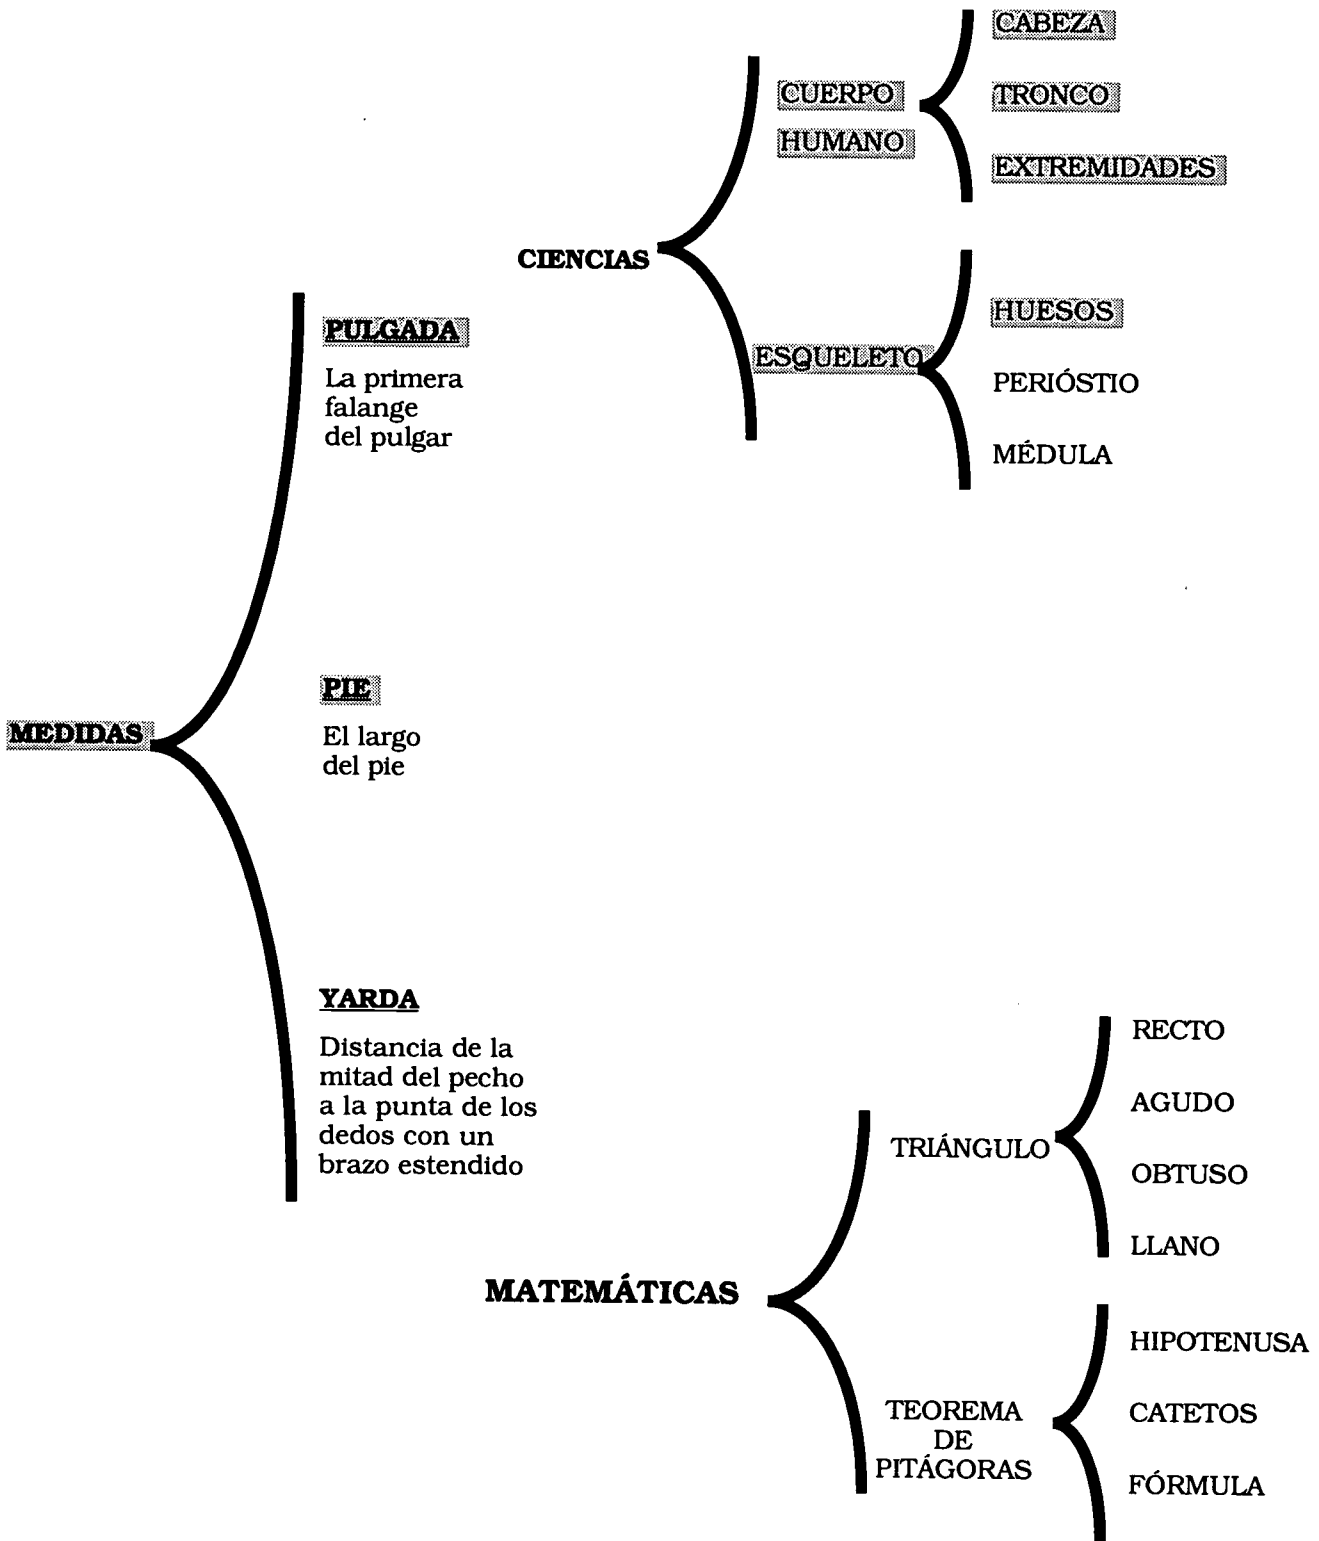 CABEZA
CUERPO
HUMANO
TRONCO
EXTREMIDADES
CIENCIAS
ESQUELETO
HUESOS
PERIÓSTIO
MÉDULA
MEDIDAS
PULGADA
La primera
falange
del pulgar
PIE
El largo
del pie
YARDA
Distancia de la
mitad del pecho
a la punta de los
dedos con un
brazo estendido
MATEMÁTICAS
TRIÁNGULO
RECTO
AGUDO
OBTUSO
LLANO
TEOREMA
DE
PITÁGORAS
HIPOTENUSA
CATETOS
FÓRMULA